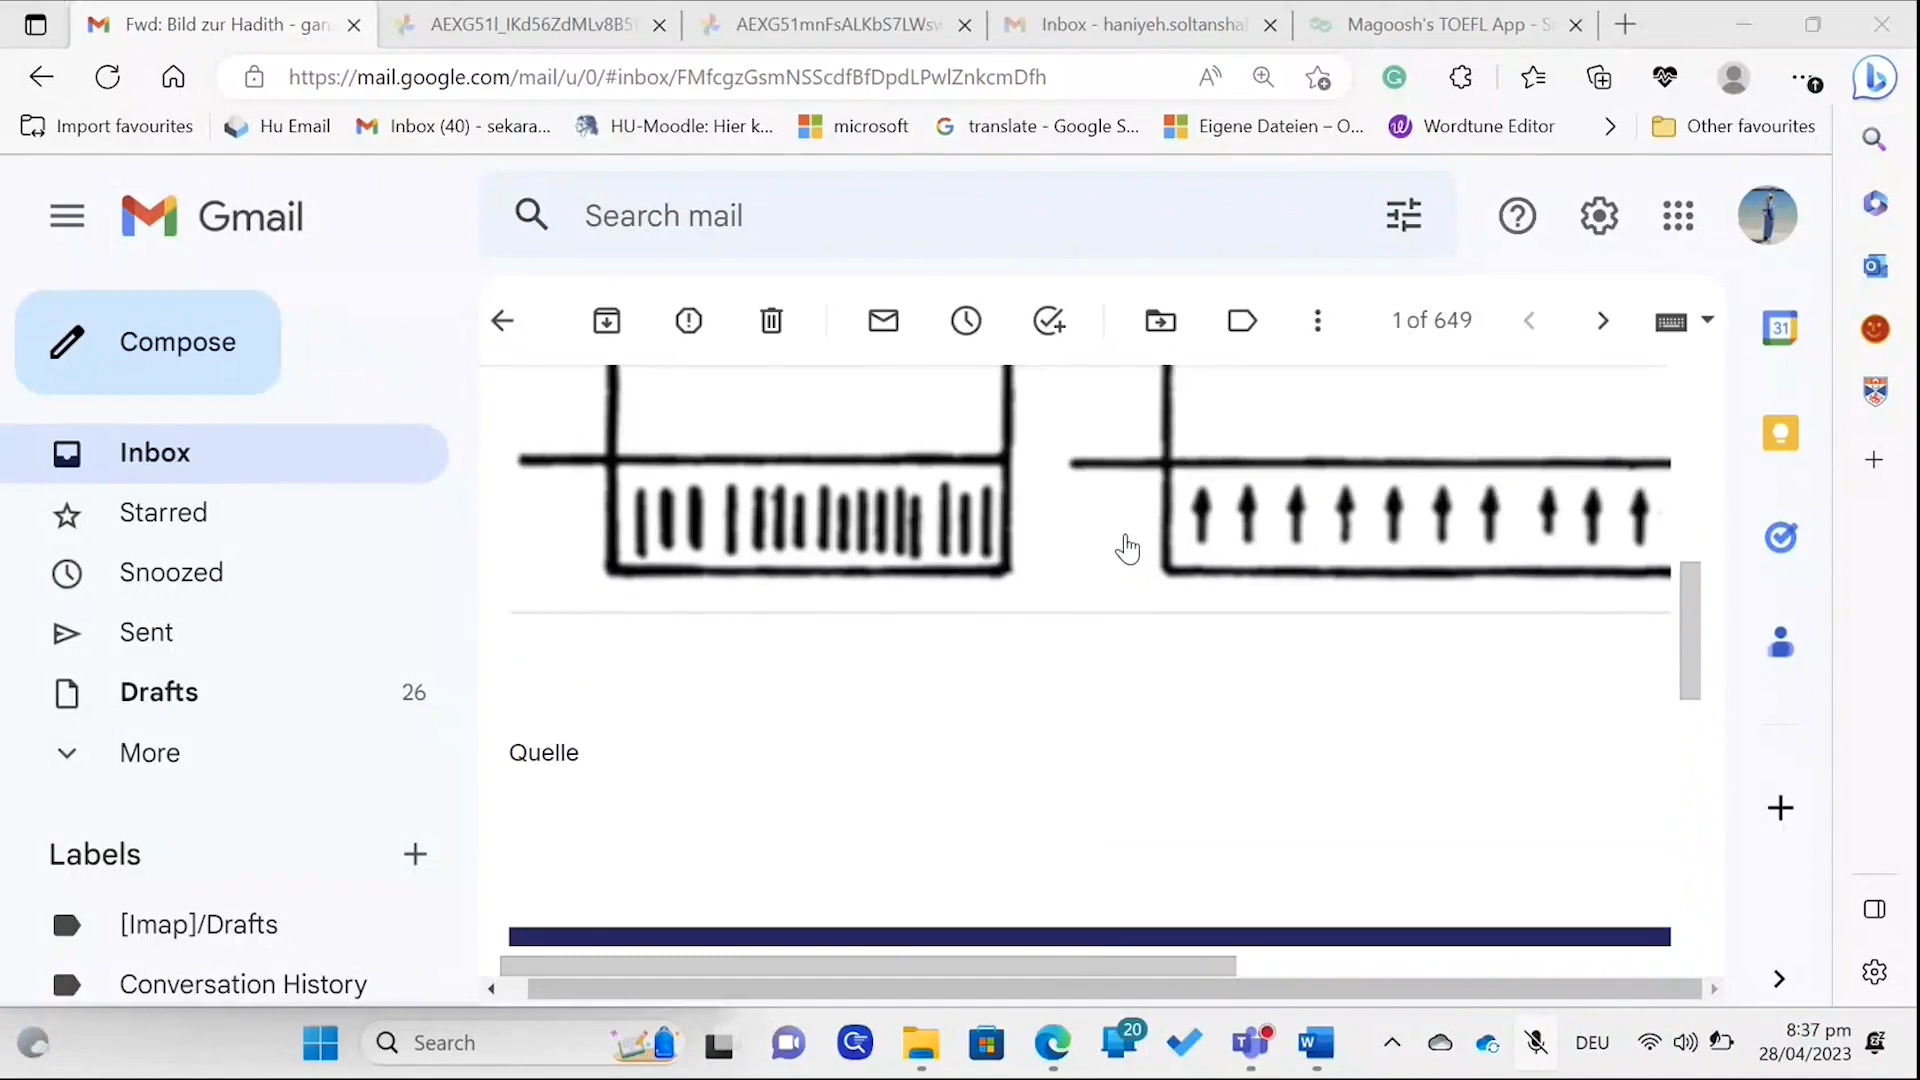 Fwd: Bild zur Hadith - gan
AEXG51l_IKd56ZdMLv8B5
AEXG51mnFsALKbS7LWsv
Inbox - haniyeh.soltansha
Magoosh's TOEFL App - S
https://mail.google.com/mail/u/0/#inbox/FMfcgzGsmNSScdfBfDpdLPwlZnkcmDfh
Import favourites
Hu Email
Inbox (40) - sekara...
HU-Moodle: Hier k...
microsoft
translate - Google S...
Eigene Dateien – O...
Wordtune Editor
Other favourites
Gmail
Search mail
Compose
1 of 649
31
Inbox
Starred
Snoozed
Sent
Drafts 26
More
Quelle
Labels
[Imap]/Drafts
Conversation History
Search
20
DEU
8:37 pm
28/04/2023